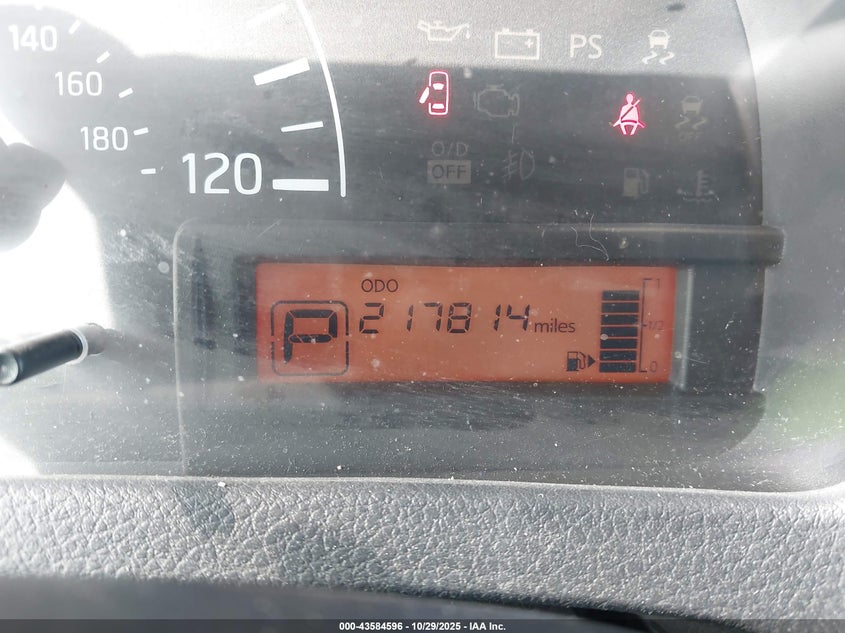 140
160
180
120
PS
O/D
OFF
ODO
P
217814 miles
1
1/2
0
000-43584596 - 10/29/2025 - IAA Inc.